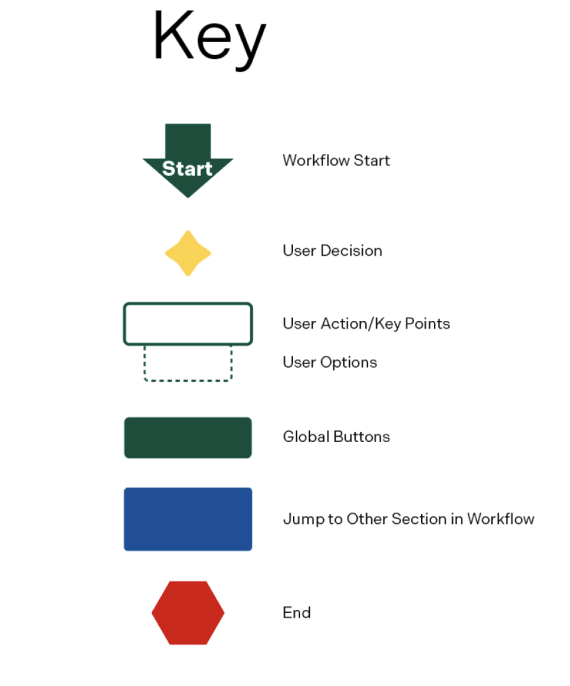 Key
Start
Workflow Start
User Decision
User Action/Key Points
User Options
Global Buttons
Jump to Other Section in Workflow
End